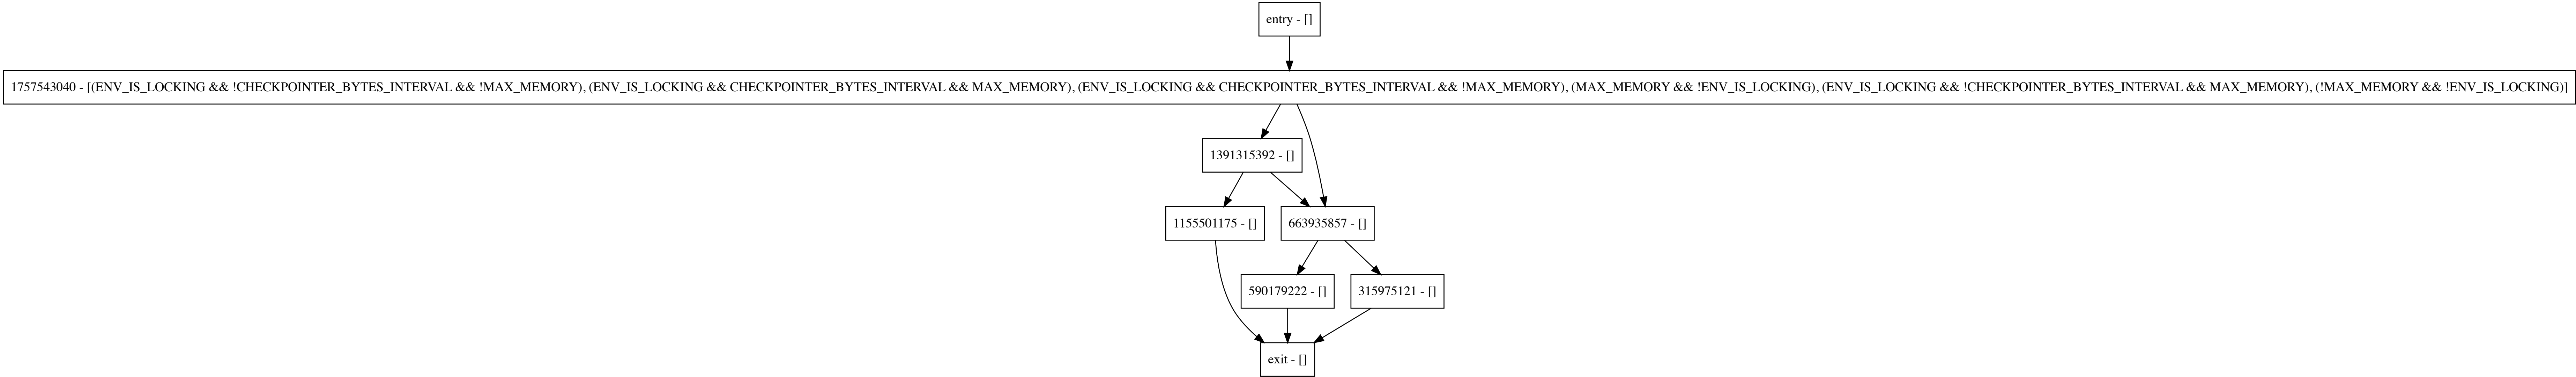 entry - []
1757543040 - [(ENV_IS_LOCKING && !CHECKPOINTER_BYTES_INTERVAL && !MAX_MEMORY), (ENV_IS_LOCKING && CHECKPOINTER_BYTES_INTERVAL && MAX_MEMORY), (ENV_IS_LOCKING && CHECKPOINTER_BYTES_INTERVAL && !MAX_MEMORY), (MAX_MEMORY && !ENV_IS_LOCKING), (ENV_IS_LOCKING && !CHECKPOINTER_BYTES_INTERVAL && MAX_MEMORY), (!MAX_MEMORY && !ENV_IS_LOCKING)]
1391315392 - []
1155501175 - []
663935857 - []
590179222 - []
315975121 - []
exit - []